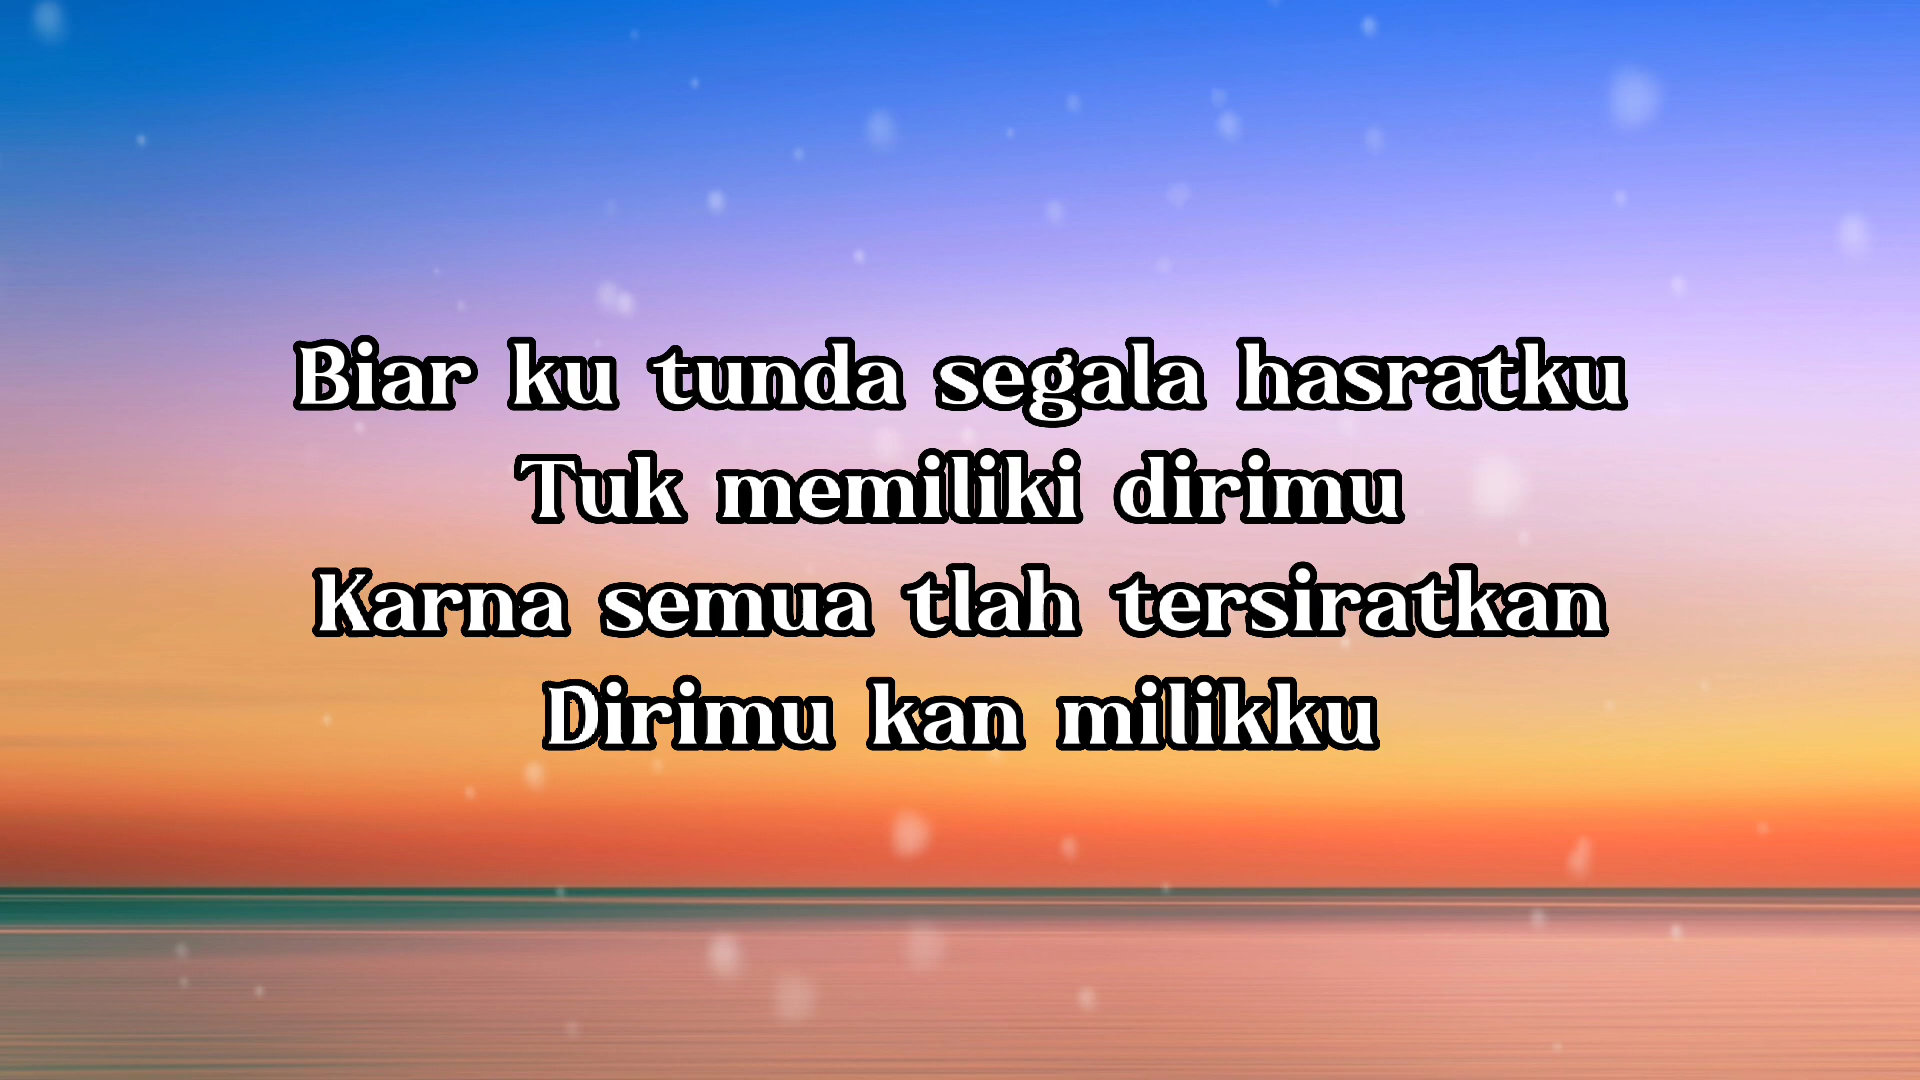 Biar ku tunda segala hasratku
Tuk memiliki dirimu
Karna semua tlah tersiratkan
Dirimu kan milikku